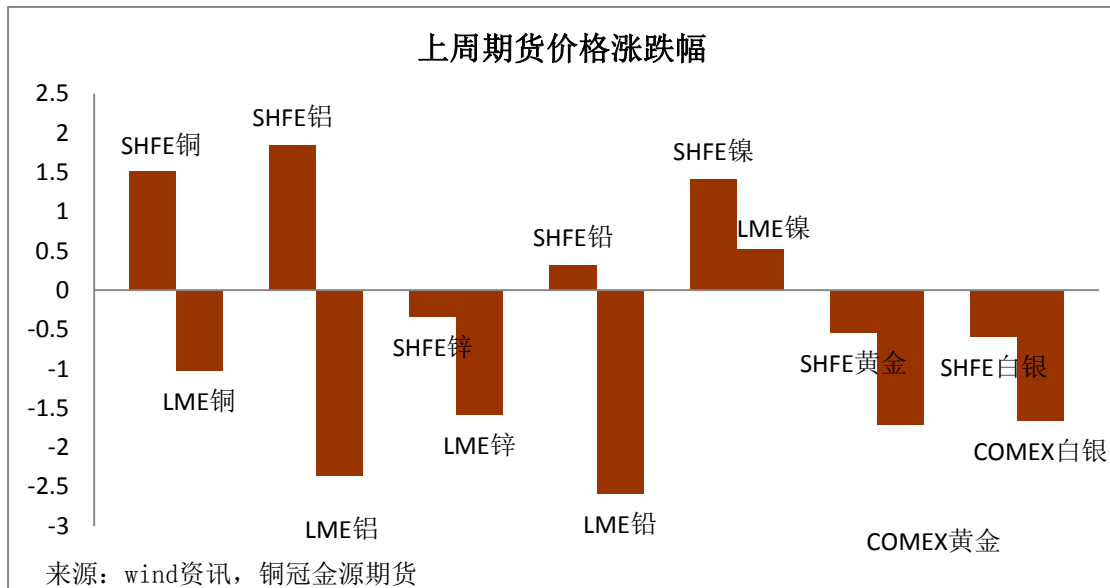 上周期货价格涨跌幅
2.5
2
1.5
1
0.5
0
-0.5
-1
-1.5
-2
-2.5
-3
SHFE铜
LME铜
SHFE铝
LME铝
SHFE锌
LME锌
SHFE铅
LME铅
SHFE镍
LME镍
SHFE黄金
COMEX黄金
SHFE白银
COMEX白银
来源：wind资讯，铜冠金源期货